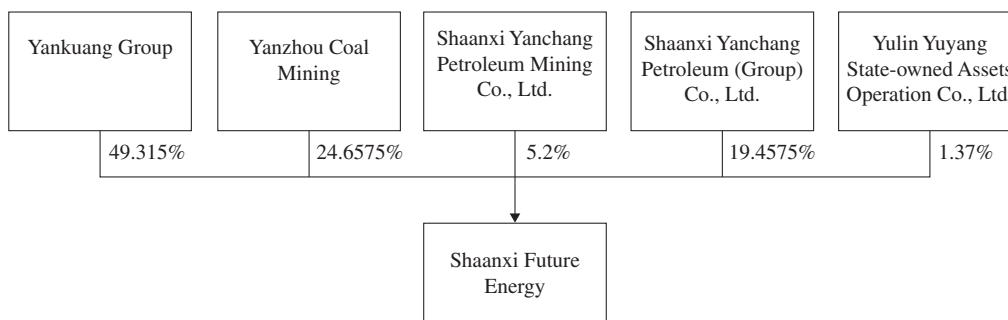 Yankuang Group
Yanzhou Coal
Mining
Shaanxi Yanchang
Petroleum Mining
Co., Ltd.
Shaanxi Yanchang
Petroleum (Group)
Co., Ltd.
Yulin Yuyang
State-owned Assets
Operation Co., Ltd
49.315%
24.6575%
5.2%
19.4575%
1.37%
Shaanxi Future
Energy